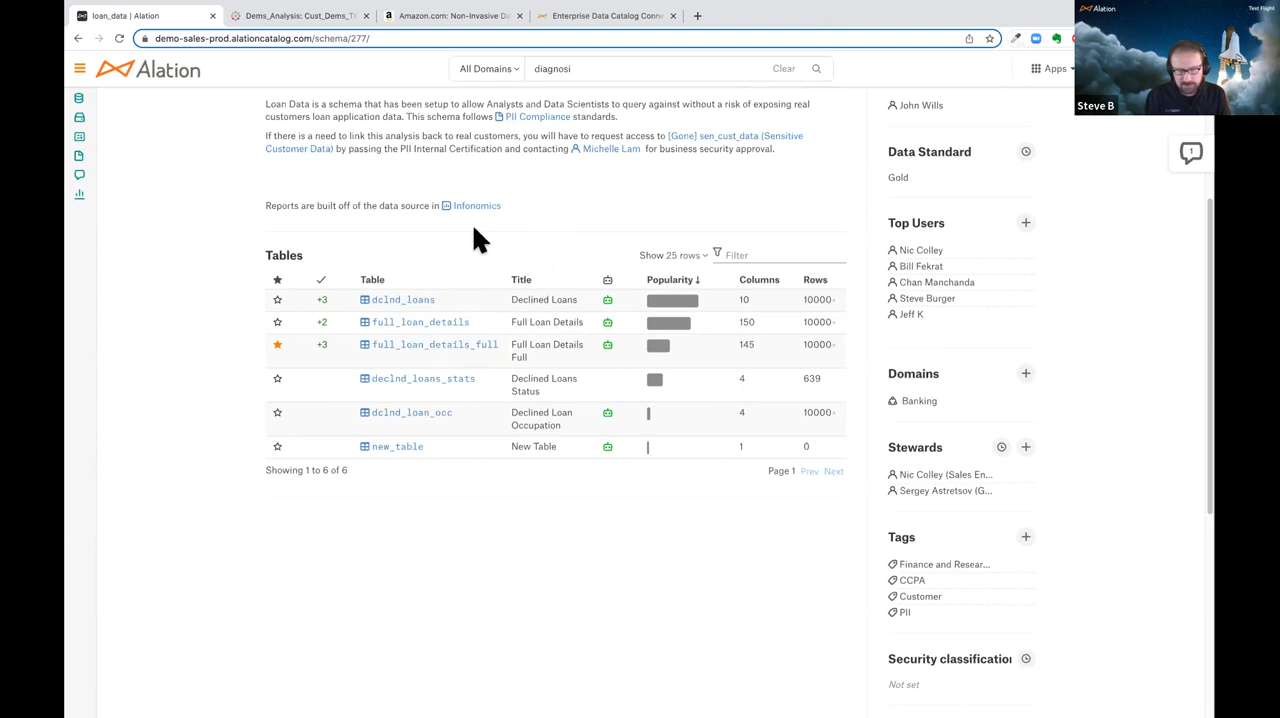 loan_data | Alation
Dems_Analysis: Cust_Dems_Tl
Amazon.com: Non-Invasive Da
Enterprise Data Catalog Conne
demo-sales-prod.alationcatalog.com/schema/277/
Alation
All Domains
diagnosi
Clear
Apps
Alation
Test Flight
Steve B
1
Loan Data is a schema that has been setup to allow Analysts and Data Scientists to query against without a risk of exposing real
customers loan application data. This schema follows PII Compliance standards.
If there is a need to link this analysis back to real customers, you will have to request access to [Gone] sen_cust_data (Sensitive
Customer Data) by passing the PII Internal Certification and contacting Michelle Lam for business security approval.
Reports are built off of the data source in Infonomics
Tables
Show 25 rows
Filter
Table Title Popularity ↓ Columns Rows
+3 dclnd_loans Declined Loans 10 10000+
+2 full_loan_details Full Loan Details 150 10000+
+3 full_loan_details_full Full Loan Details 145 10000+
Full
declnd_loans_stats Declined Loans 4 639
Status
dclnd_loan_occ Declined Loan 4 10000+
Occupation
new_table New Table 1 0
Showing 1 to 6 of 6
Page 1 Prev Next
John Wills
Data Standard
Gold
Top Users
Nic Colley
Bill Fekrat
Chan Manchanda
Steve Burger
Jeff K
Domains
Banking
Stewards
Nic Colley (Sales En...
Sergey Astretsov (G...
Tags
Finance and Resear...
CCPA
Customer
PII
Security classificatio
Not set